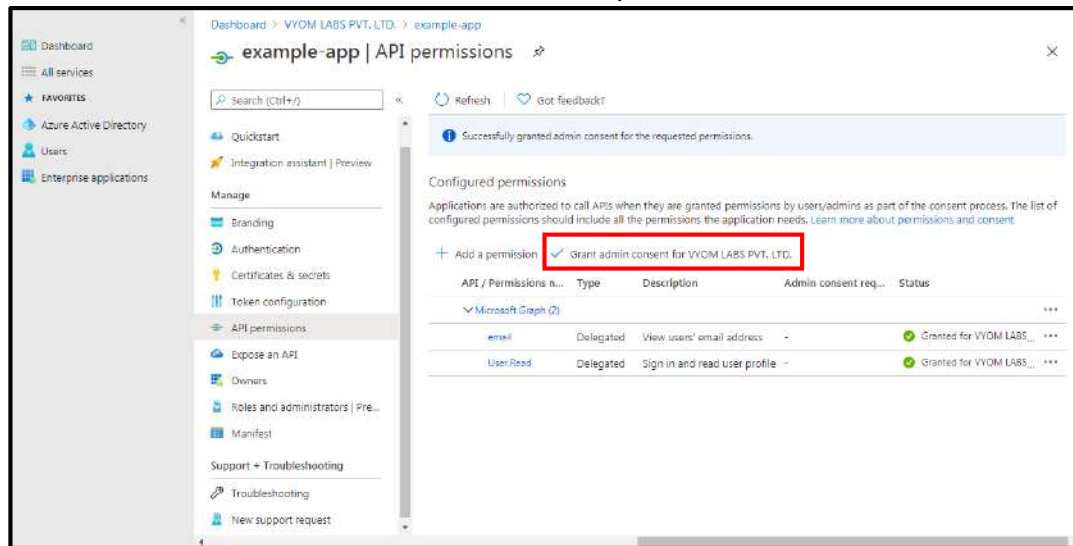 Dashboard > VYOM LABS PVT. LTD. > example-app
example-app | API permissions
Dashboard
All services
FAVORITES
Azure Active Directory
Users
Enterprise applications
Search (Ctrl+/)
Quickstart
Integration assistant | Preview
Manage
Branding
Authentication
Certificates & secrets
Token configuration
API permissions
Expose an API
Owners
Roles and administrators | Pre...
Manifest
Support + Troubleshooting
Troubleshooting
New support request
Refresh
Got feedback?
Successfully granted admin consent for the requested permissions.
Configured permissions
Applications are authorized to call APIs when they are granted permissions by users/admins as part of the consent process. The list of
configured permissions should include all the permissions the application needs. Learn more about permissions and consent
Add a permission Grant admin consent for VYOM LABS PVT. LTD.
API / Permissions n... Type Description Admin consent req... Status
Microsoft Graph (2) ...
email Delegated View users' email address - Granted for VYOM LABS... ...
User.Read Delegated Sign in and read user profile - Granted for VYOM LABS... ...